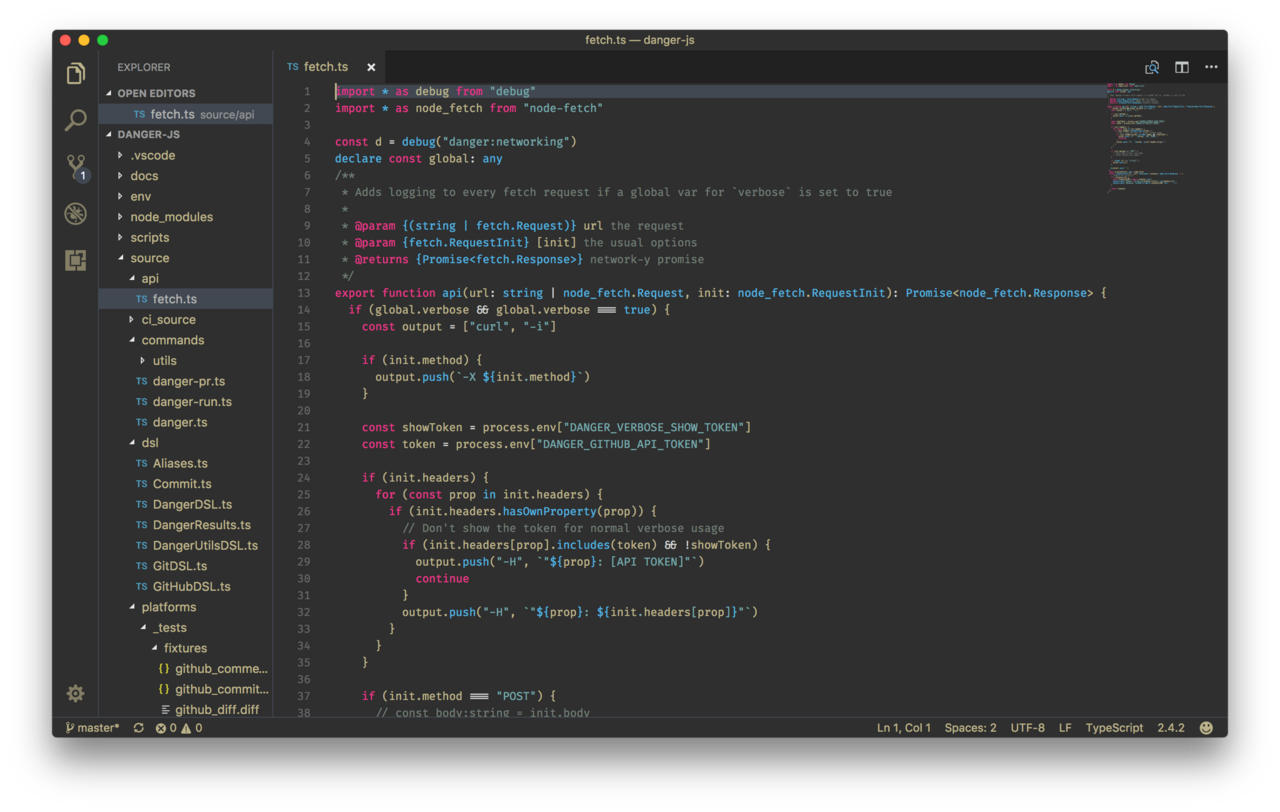 fetch.ts — danger-js
EXPLORER
OPEN EDITORS
TS fetch.ts source/api
DANGER-JS
.vscode
docs
env
node_modules
scripts
source
api
TS fetch.ts
ci_source
commands
utils
TS danger-pr.ts
TS danger-run.ts
TS danger.ts
dsl
TS Aliases.ts
TS Commit.ts
TS DangerDSL.ts
TS DangerResults.ts
TS DangerUtilsDSL.ts
TS GitDSL.ts
TS GitHubDSL.ts
platforms
_tests
fixtures
{} github_comme...
{} github_commit...
github_diff.diff
1
TS fetch.ts ×
1 import * as debug from "debug"
2 import * as node_fetch from "node-fetch"
3
4 const d = debug("danger:networking")
5 declare const global: any
6 /**
7 * Adds logging to every fetch request if a global var for `verbose` is set to true
8 *
9 * @param {(string | fetch.Request)} url the request
10 * @param {fetch.RequestInit} [init] the usual options
11 * @returns {Promise<fetch.Response>} network-y promise
12 */
13 export function api(url: string | node_fetch.Request, init: node_fetch.RequestInit): Promise<node_fetch.Response> {
14 if (global.verbose && global.verbose === true) {
15 const output = ["curl", "-i"]
16
17 if (init.method) {
18 output.push(`-X ${init.method}`)
19 }
20
21 const showToken = process.env["DANGER_VERBOSE_SHOW_TOKEN"]
22 const token = process.env["DANGER_GITHUB_API_TOKEN"]
23
24 if (init.headers) {
25 for (const prop in init.headers) {
26 if (init.headers.hasOwnProperty(prop)) {
27 // Don't show the token for normal verbose usage
28 if (init.headers[prop].includes(token) && !showToken) {
29 output.push("-H", `"${prop}: [API TOKEN]"`)
30 continue
31 }
32 output.push("-H", `"${prop}: ${init.headers[prop]}"`)
33 }
34 }
35 }
36
37 if (init.method === "POST") {
38 // const body:string = init.body
master* 0 0
Ln 1, Col 1 Spaces: 2 UTF-8 LF TypeScript 2.4.2